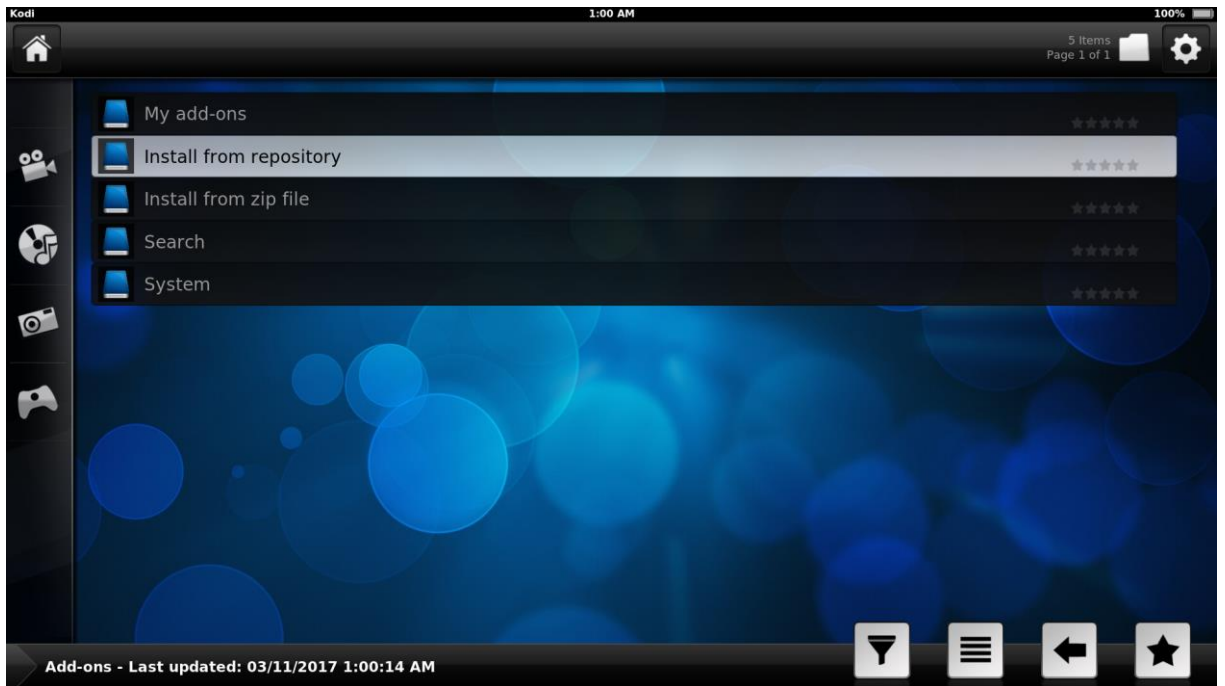 Kodi
1:00 AM
100%
5 Items
Page 1 of 1
My add-ons
Install from repository
Install from zip file
Search
System
Add-ons - Last updated: 03/11/2017 1:00:14 AM